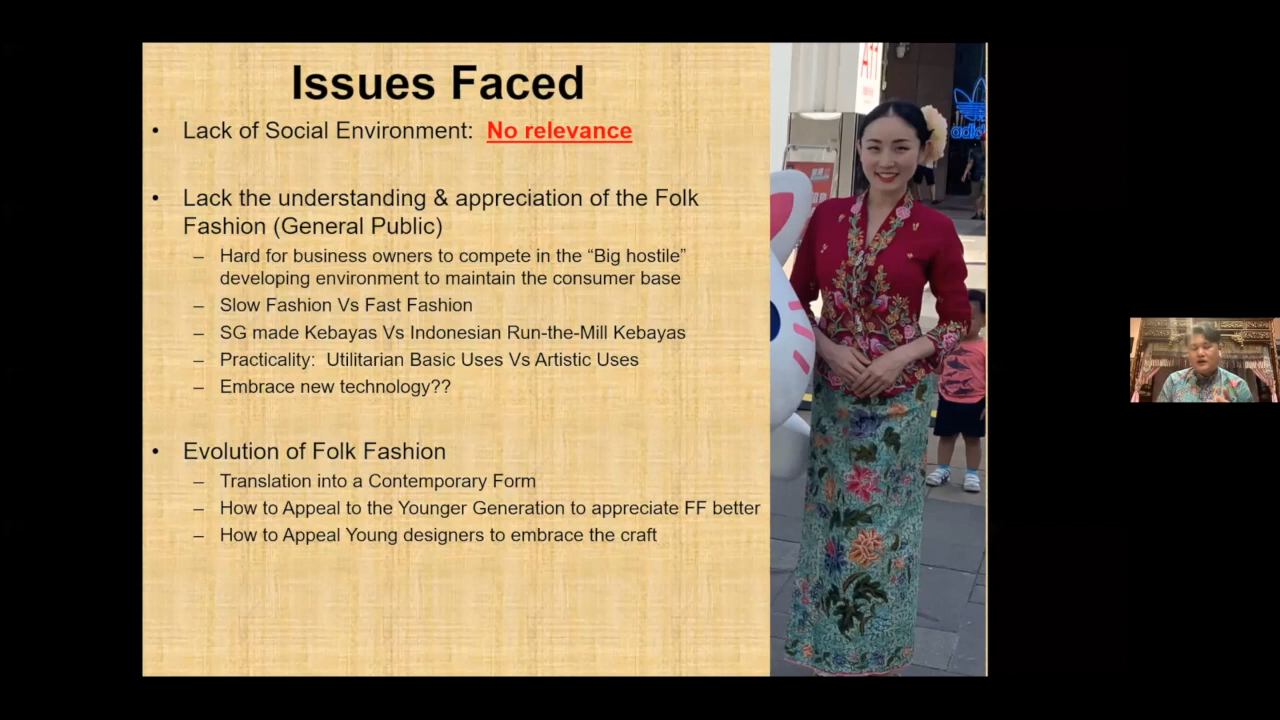 Issues Faced
• Lack of Social Environment: No relevance
• Lack the understanding & appreciation of the Folk
Fashion (General Public)
– Hard for business owners to compete in the “Big hostile”
developing environment to maintain the consumer base
– Slow Fashion Vs Fast Fashion
– SG made Kebayas Vs Indonesian Run-the-Mill Kebayas
– Practicality: Utilitarian Basic Uses Vs Artistic Uses
– Embrace new technology??
• Evolution of Folk Fashion
– Translation into a Contemporary Form
– How to Appeal to the Younger Generation to appreciate FF better
– How to Appeal Young designers to embrace the craft
adidas